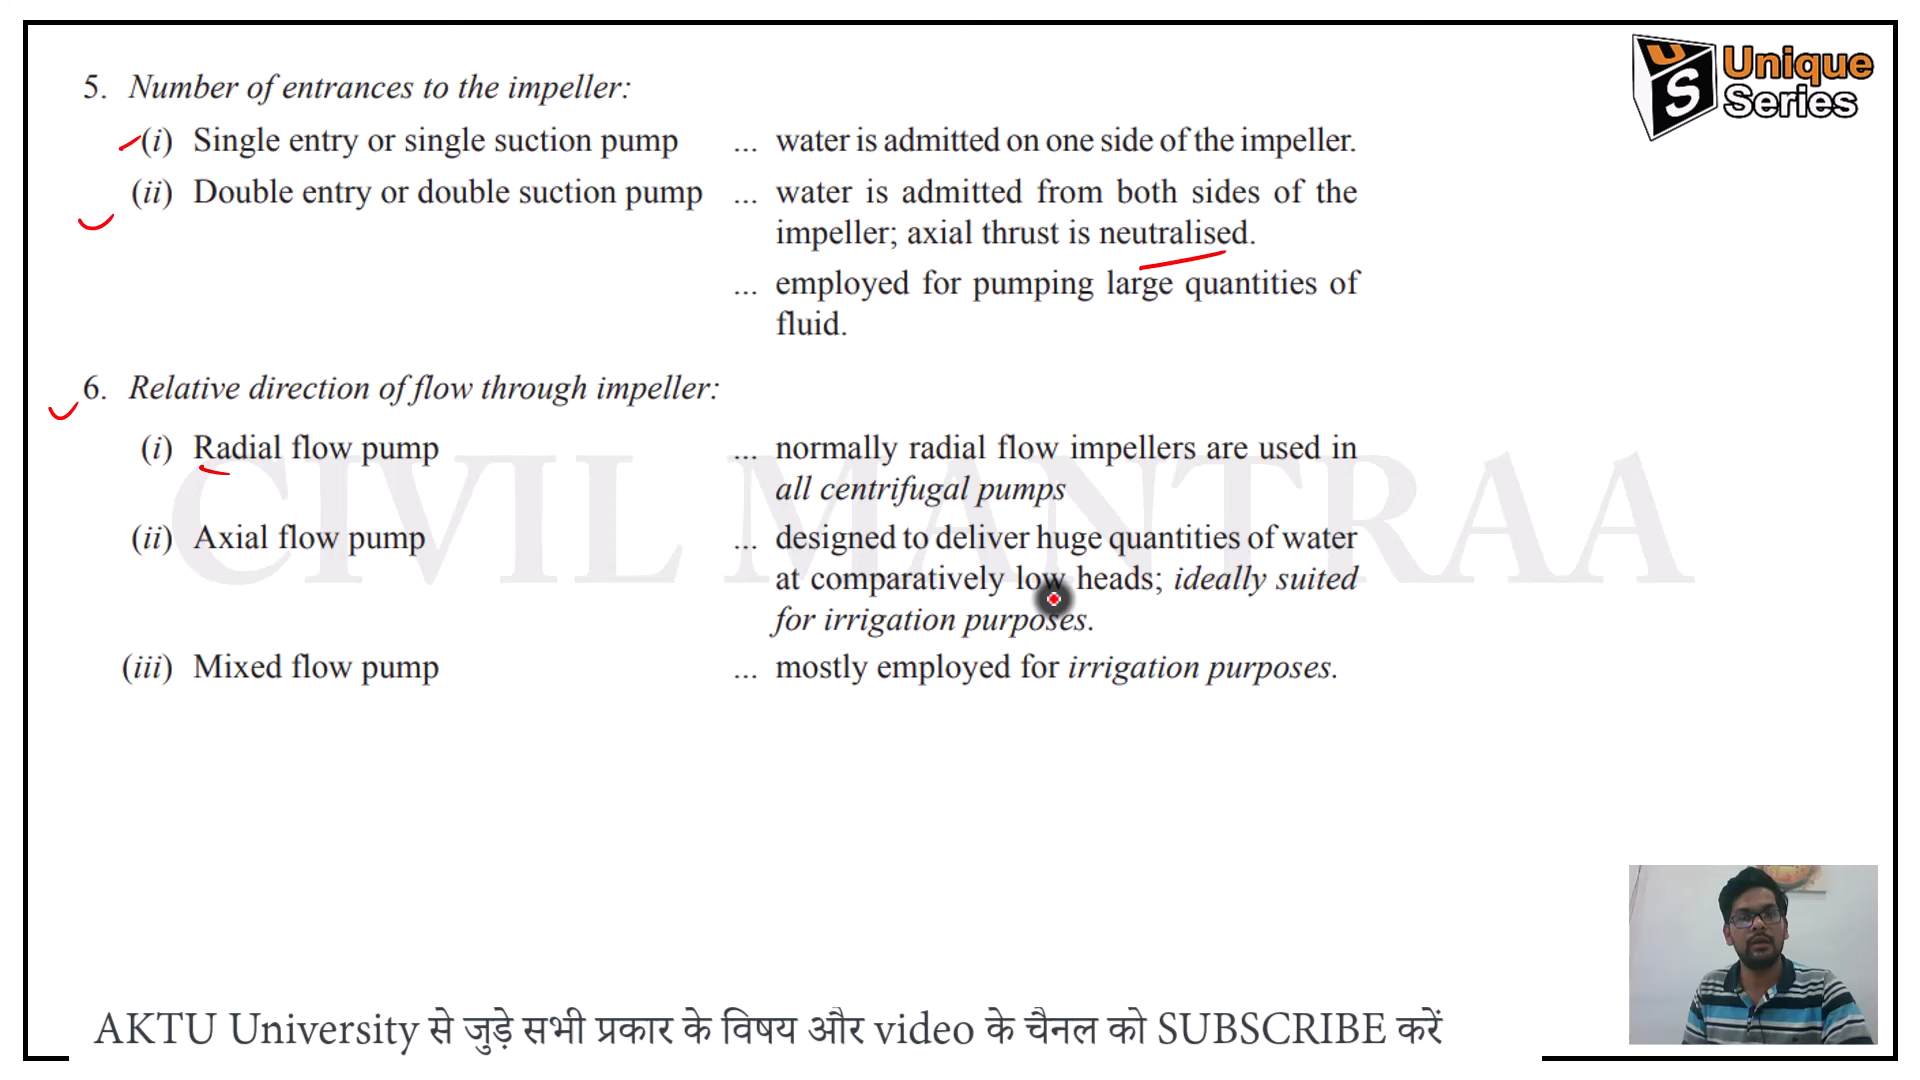 Unique
Series
U
S
5. Number of entrances to the impeller:
(i) Single entry or single suction pump ... water is admitted on one side of the impeller.
(ii) Double entry or double suction pump ... water is admitted from both sides of the
impeller; axial thrust is neutralised.
... employed for pumping large quantities of
fluid.
6. Relative direction of flow through impeller:
(i) Radial flow pump ... normally radial flow impellers are used in
all centrifugal pumps
(ii) Axial flow pump ... designed to deliver huge quantities of water
at comparatively low heads; ideally suited
for irrigation purposes.
(iii) Mixed flow pump ... mostly employed for irrigation purposes.
CIVIL MANTRAA
AKTU University से जुड़े सभी प्रकार के विषय और video के चैनल को SUBSCRIBE करें